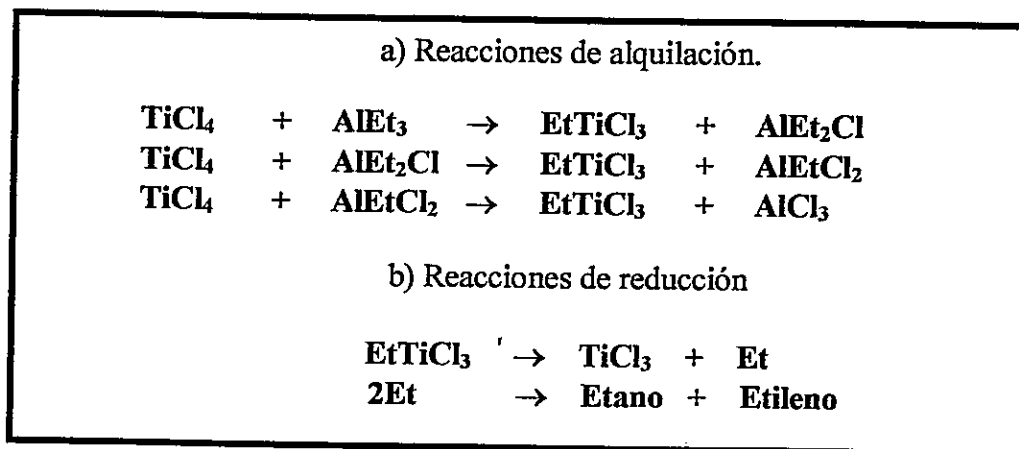 a) Reacciones de alquilación.
TiCl₄ + AlEt₃ → EtTiCl₃ + AlEt₂Cl
TiCl₄ + AlEt₂Cl → EtTiCl₃ + AlEtCl₂
TiCl₄ + AlEtCl₂ → EtTiCl₃ + AlCl₃
b) Reacciones de reducción
EtTiCl₃ → TiCl₃ + Et
2Et → Etano + Etileno